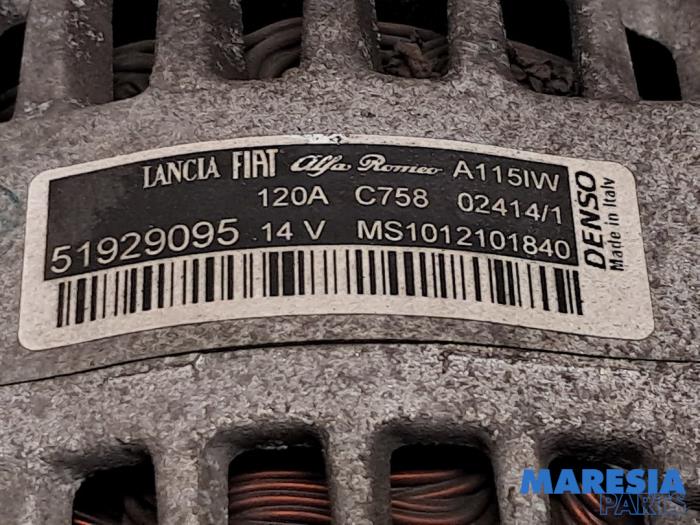 LANCIA FIAT Alfa Romeo A115IW
120A C758 02414/1
51929095 14 V MS1012101840
DENSO
Made in Italy
MARESIA
PARTS